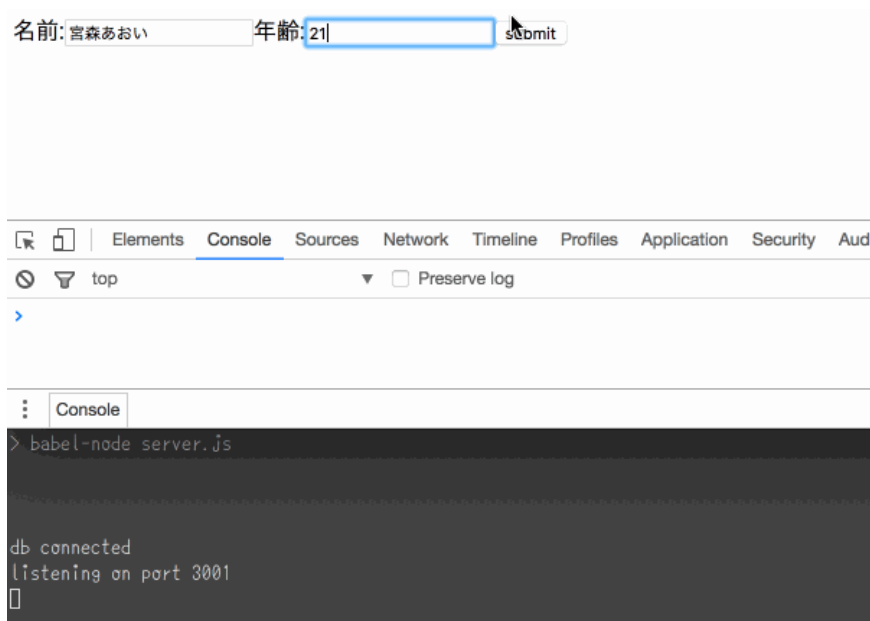 名前:宮森あおい年齢:21 submit
Elements Console Sources Network Timeline Profiles Application Security Aud
top ▼ Preserve log
>
Console
> babel-node server.js
db connected
listening on port 3001